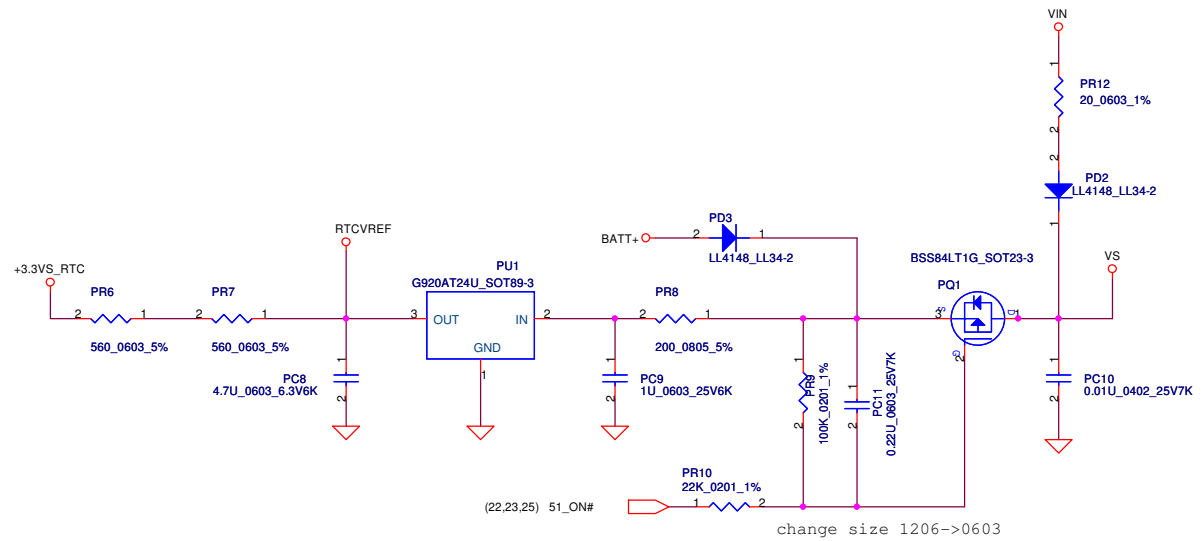 VIN
1
PR12
20_0603_1%
2
2
PD2
LL4148_LL34-2
1
RTCVREF
PD3
BATT+
2
1
LL4148_LL34-2
BSS84LT1G_SOT23-3
VS
+3.3VS_RTC
PU1
G920AT24U_SOT89-3
PQ1
PR6
PR7
PR8
2
1
2
1
3
OUT
IN
2
2
1
3
S
D
1
G
2
560_0603_5%
560_0603_5%
GND
200_0805_5%
1
PC8
4.7U_0603_6.3V6K
2
1
1
PC9
1U_0603_25V6K
2
1
PR9
100K_0201_1%
2
1
PC11
0.22U_0603_25V7K
2
1
PC10
0.01U_0402_25V7K
2
PR10
22K_0201_1%
(22,23,25) 51_ON#
1
2
change size 1206->0603